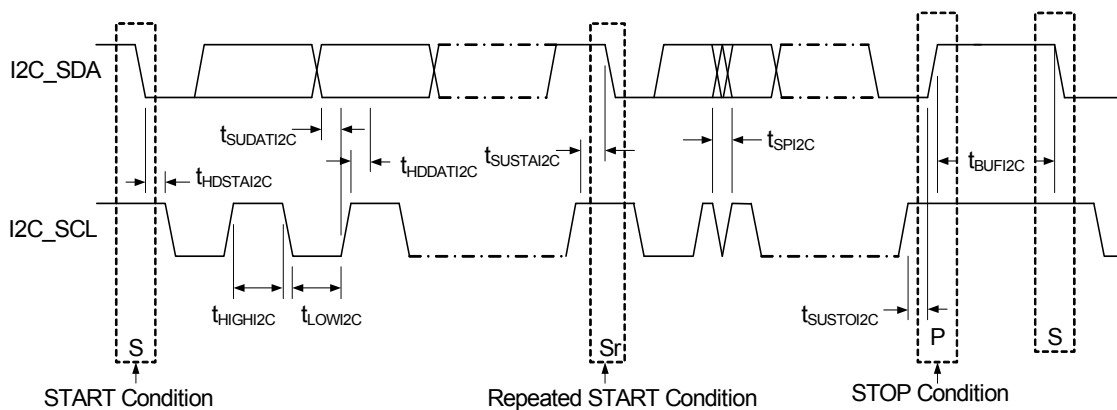 I2C_SDA
tSUDATI2C
tHDDATI2C
tSUSTAI2C
tSPI2C
tBUFI2C
tHDSTAI2C
I2C_SCL
tHIGHI2C
tLOWI2C
tSUSTOI2C
S
Sr
P
S
START Condition
Repeated START Condition
STOP Condition